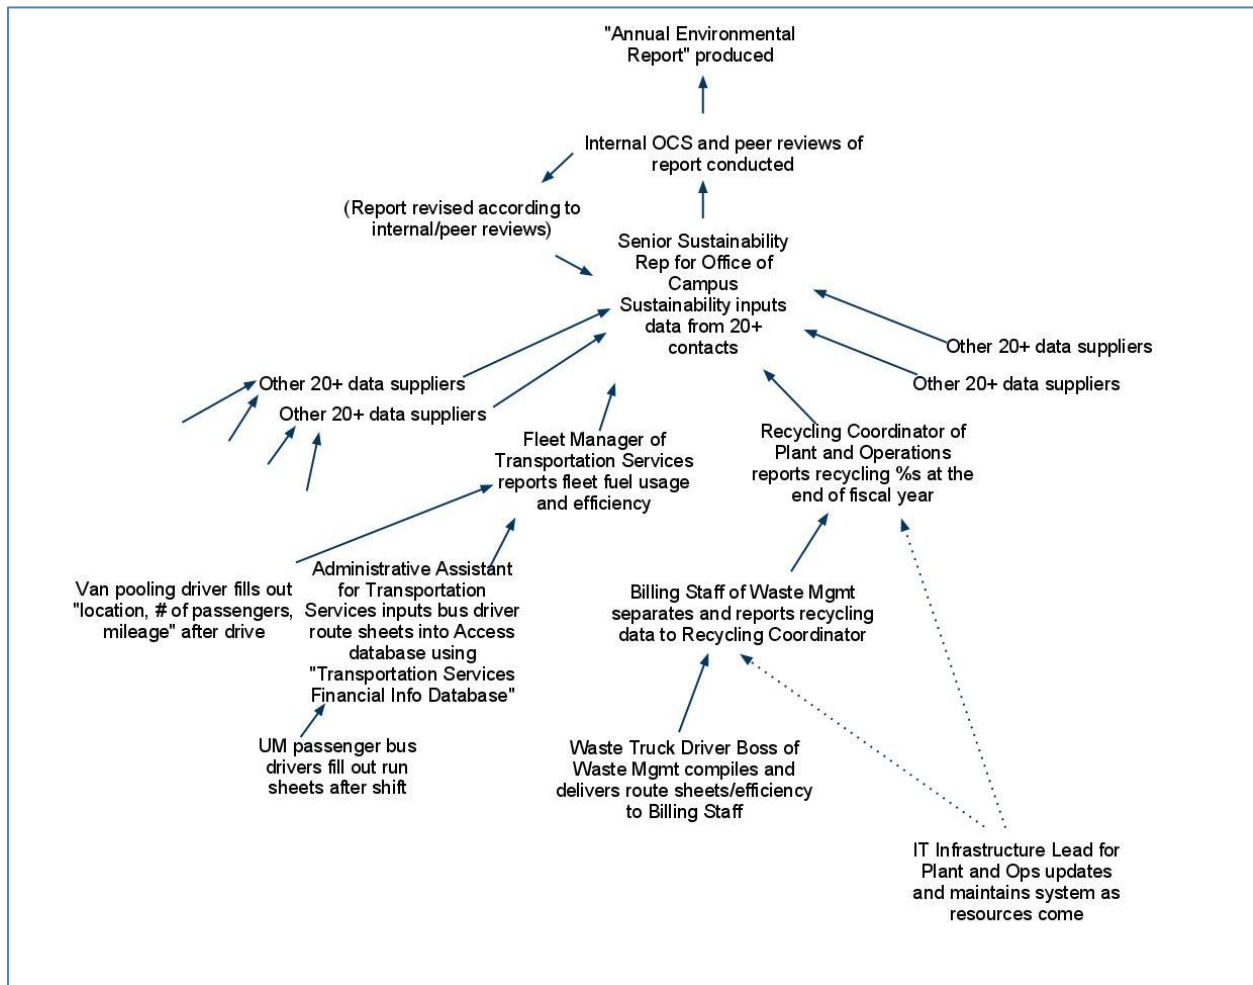 "Annual Environmental
Report" produced
Internal OCS and peer reviews of
report conducted
(Report revised according to
internal/peer reviews)
Senior Sustainability
Rep for Office of
Campus
Sustainability inputs
data from 20+
contacts
Other 20+ data suppliers
Other 20+ data suppliers
Other 20+ data suppliers
Other 20+ data suppliers
Fleet Manager of
Transportation Services
reports fleet fuel usage
and efficiency
Recycling Coordinator of
Plant and Operations
reports recycling %s at the
end of fiscal year
Van pooling driver fills out
"location, # of passengers,
mileage" after drive
Administrative Assistant
for Transportation
Services inputs bus driver
route sheets into Access
database using
"Transportation Services
Financial Info Database"
Billing Staff of Waste Mgmt
separates and reports recycling
data to Recycling Coordinator
UM passenger bus
drivers fill out run
sheets after shift
Waste Truck Driver Boss of
Waste Mgmt compiles and
delivers route sheets/efficiency
to Billing Staff
IT Infrastructure Lead for
Plant and Ops updates
and maintains system as
resources come